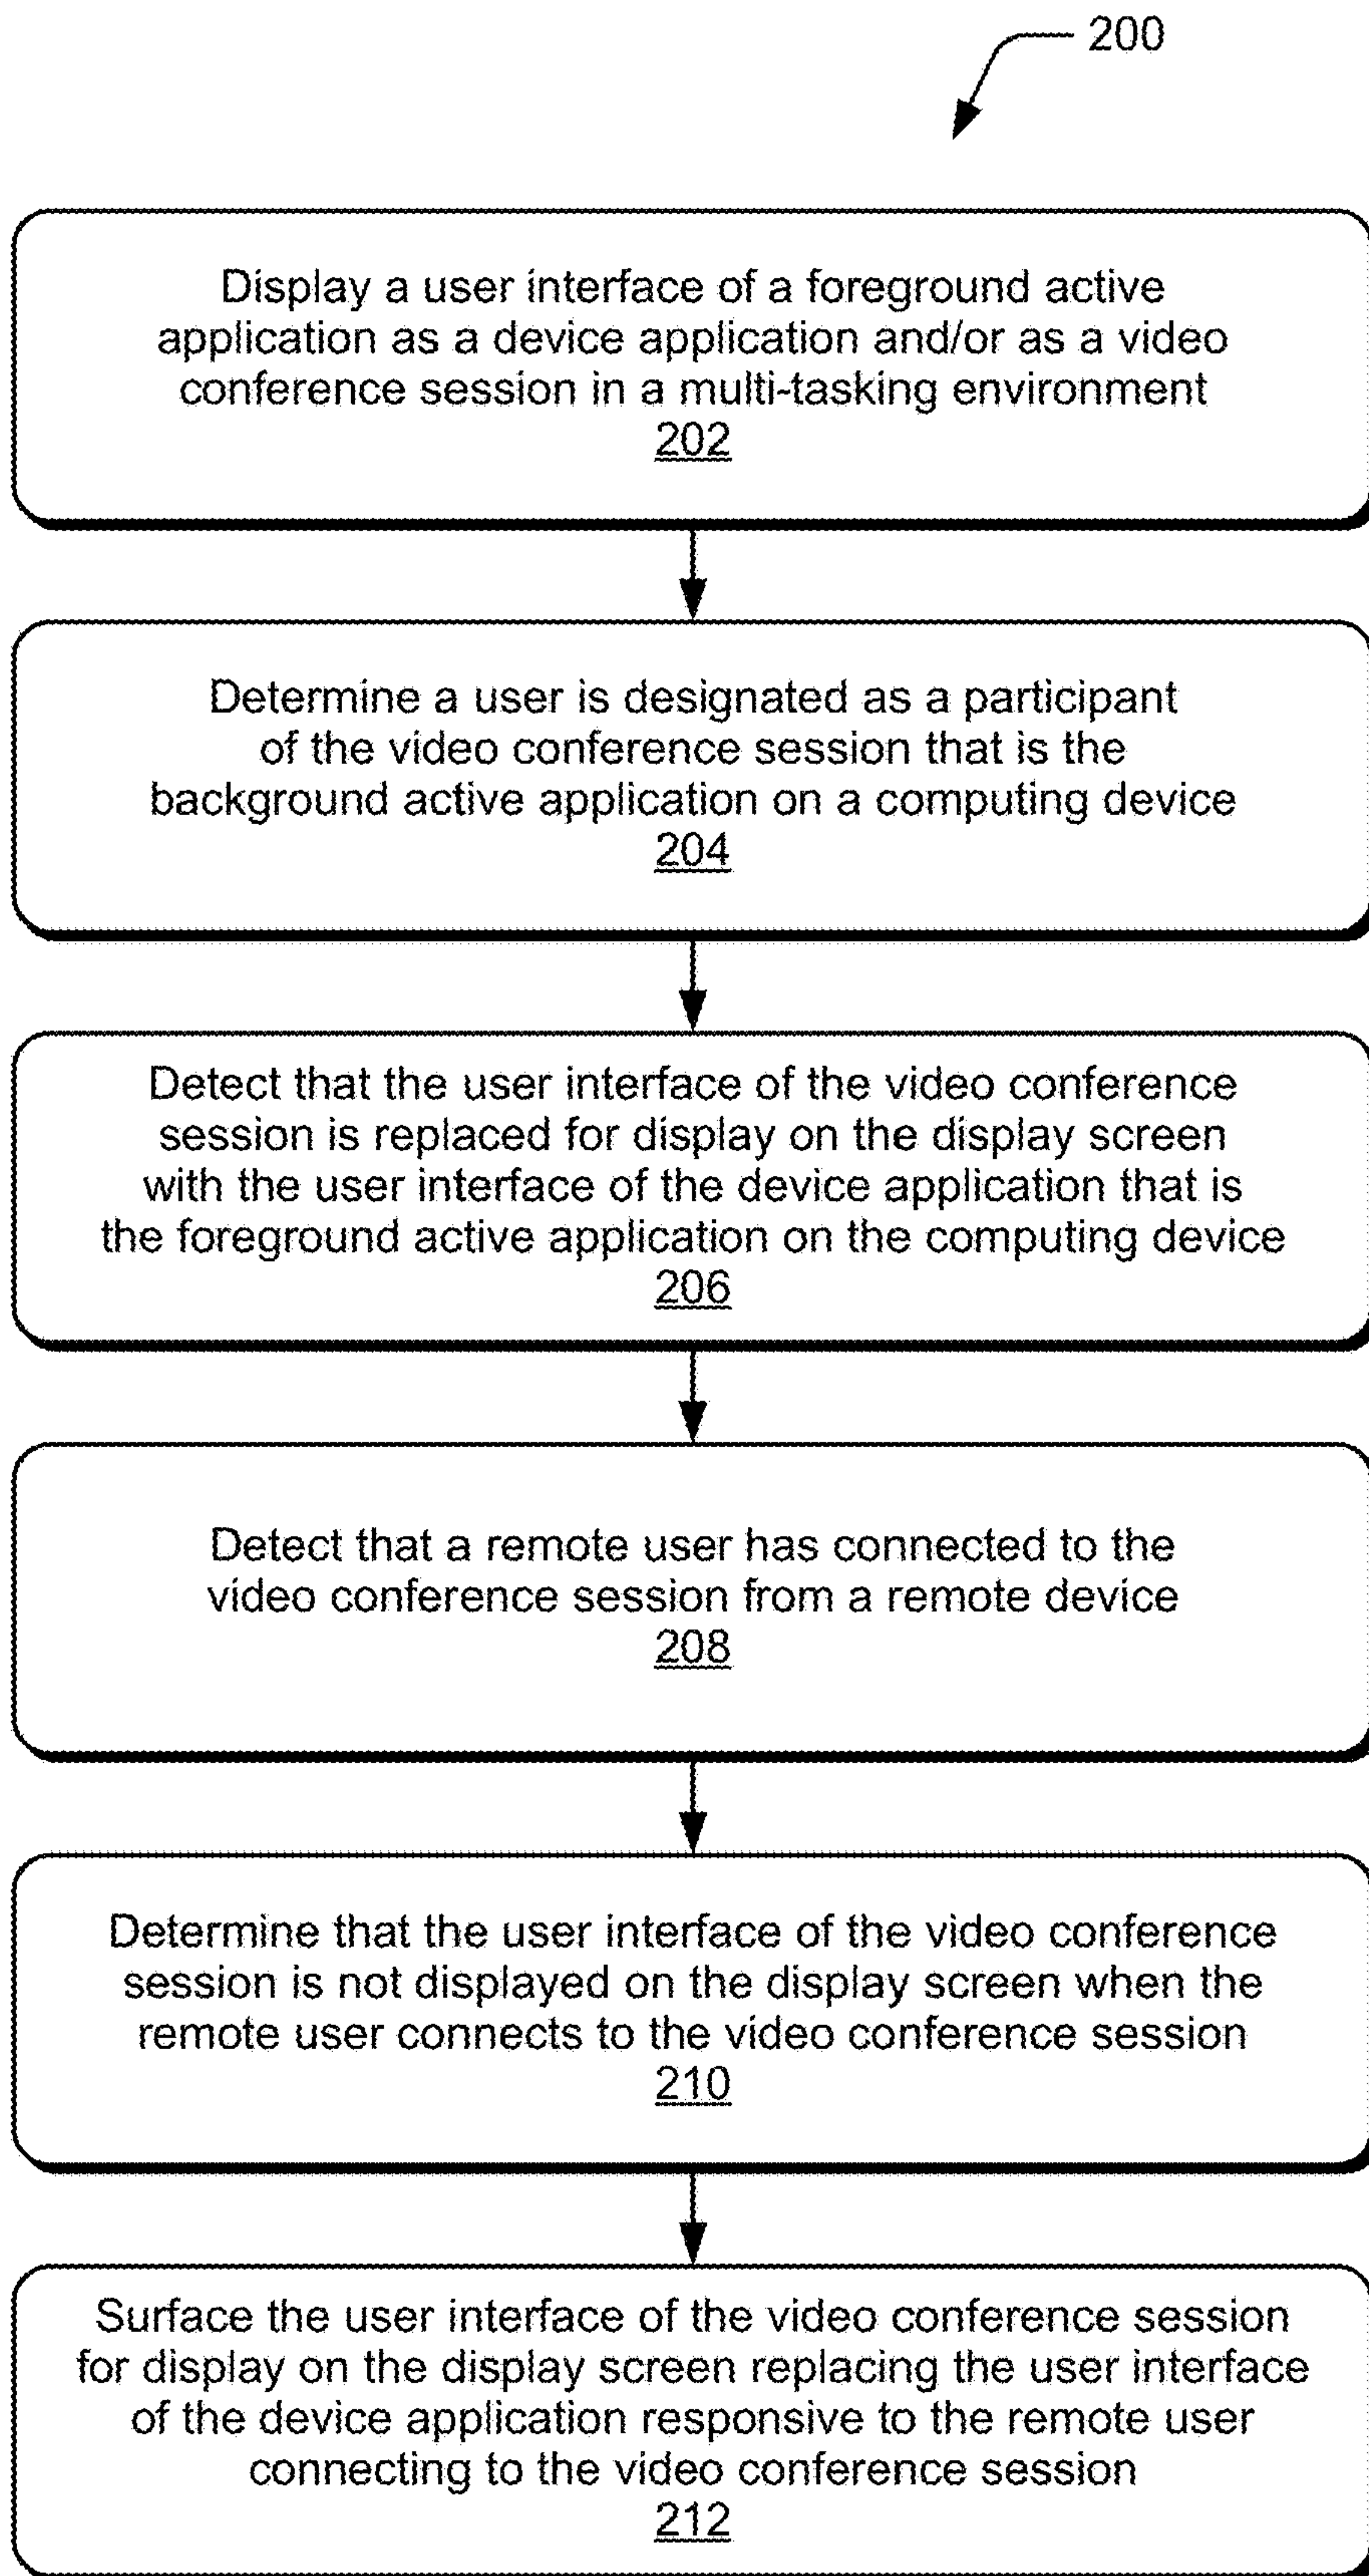 200
Display a user interface of a foreground active
application as a device application and/or as a video
conference session in a multi-tasking environment
202
Determine a user is designated as a participant
of the video conference session that is the
background active application on a computing device
204
Detect that the user interface of the video conference
session is replaced for display on the display screen
with the user interface of the device application that is
the foreground active application on the computing device
206
Detect that a remote user has connected to the
video conference session from a remote device
208
Determine that the user interface of the video conference
session is not displayed on the display screen when the
remote user connects to the video conference session
210
Surface the user interface of the video conference session
for display on the display screen replacing the user interface
of the device application responsive to the remote user
connecting to the video conference session
212